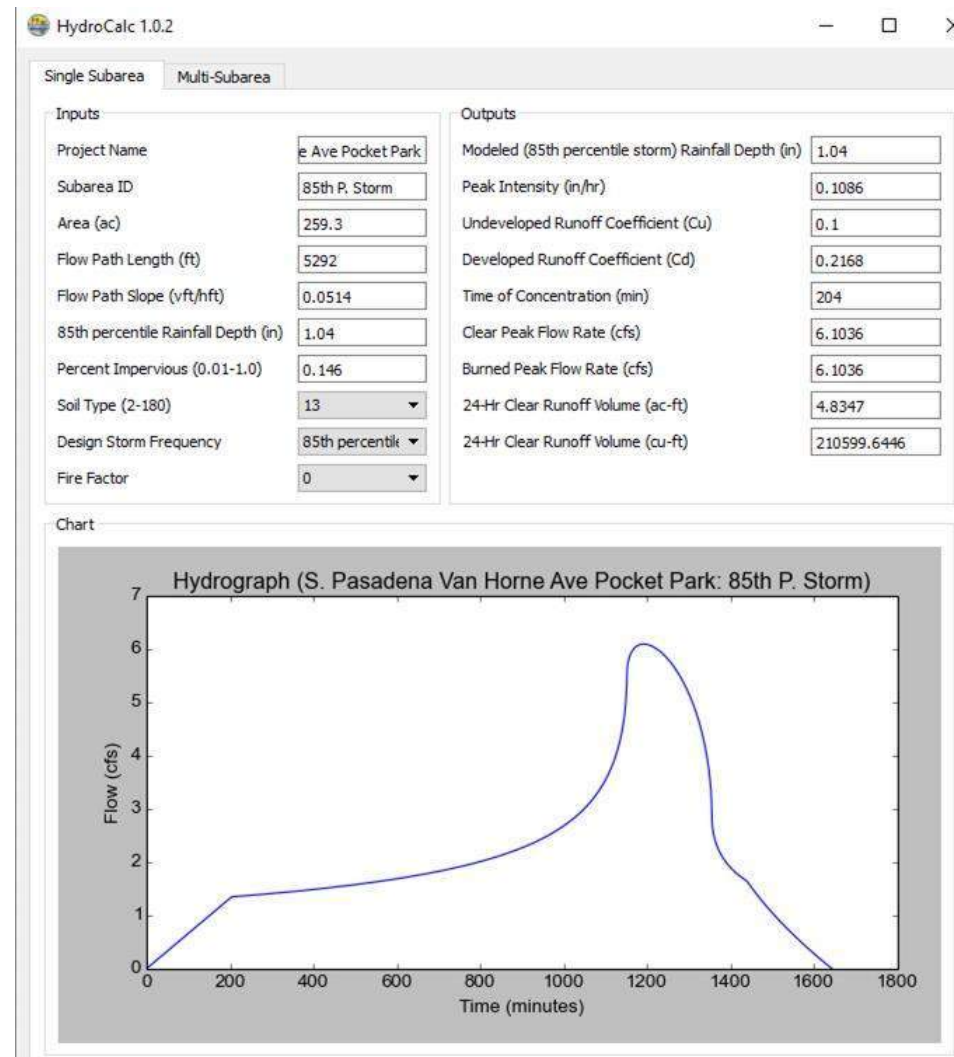 HydroCalc 1.0.2
Single Subarea Multi-Subarea
Inputs
Project Name e Ave Pocket Park
Subarea ID 85th P. Storm
Area (ac) 259.3
Flow Path Length (ft) 5292
Flow Path Slope (vft/hft) 0.0514
85th percentile Rainfall Depth (in) 1.04
Percent Impervious (0.01-1.0) 0.146
Soil Type (2-180) 13
Design Storm Frequency 85th percentile
Fire Factor 0
Outputs
Modeled (85th percentile storm) Rainfall Depth (in) 1.04
Peak Intensity (in/hr) 0.1086
Undeveloped Runoff Coefficient (Cu) 0.1
Developed Runoff Coefficient (Cd) 0.2168
Time of Concentration (min) 204
Clear Peak Flow Rate (cfs) 6.1036
Burned Peak Flow Rate (cfs) 6.1036
24-Hr Clear Runoff Volume (ac-ft) 4.8347
24-Hr Clear Runoff Volume (cu-ft) 210599.6446
Chart
Hydrograph (S. Pasadena Van Horne Ave Pocket Park: 85th P. Storm)
7
6
5
4
3
2
1
0
Flow (cfs)
0 200 400 600 800 1000 1200 1400 1600 1800
Time (minutes)